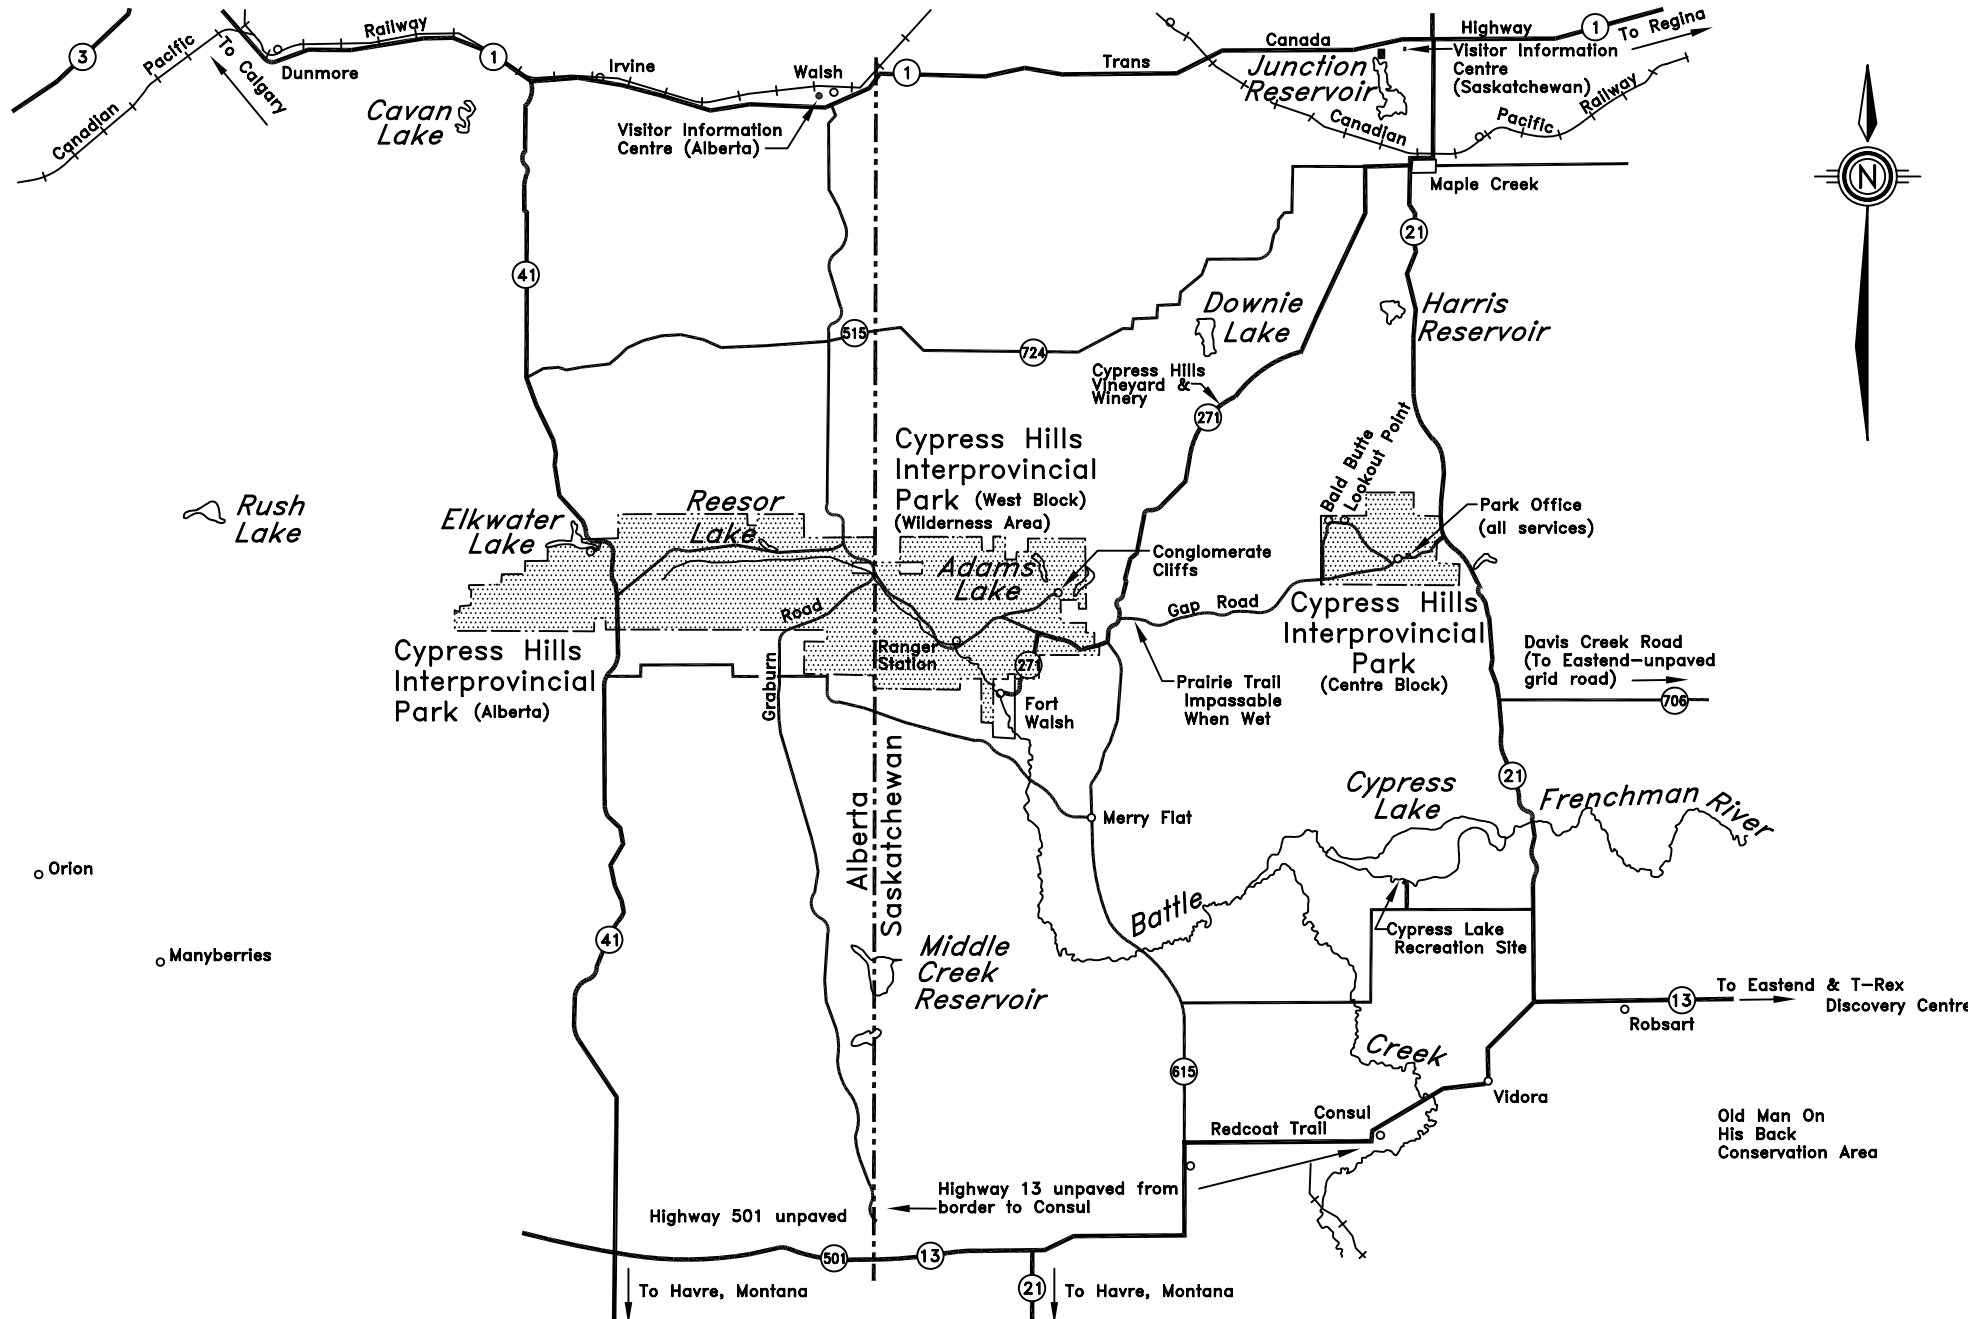 3
Canadian
Pacific
Railway
To Calgary
Dunmore
1
Irvine
Walsh
1
Trans
Canada
Highway
1
To Regina
Cavan
Lake
Visitor Information
Centre (Alberta)
Junction
Reservoir
Visitor Information
Centre
(Saskatchewan)
Canadian
Pacific
Railway
Maple Creek
N
41
21
515
724
Downie
Lake
Harris
Reservoir
Cypress Hills
Vineyard &
Winery
271
Cypress Hills
Interprovincial
Park (West Block)
(Wilderness Area)
Bald Butte
Lookout Point
Park Office
(all services)
Rush
Lake
Elkwater
Lake
Reesor
Lake
Adams
Lake
Conglomerate
Cliffs
Road
Graburn
Gap Road
Cypress Hills
Interprovincial
Park
(Centre Block)
Cypress Hills
Interprovincial
Park (Alberta)
Ranger
Station
271
Fort
Walsh
Prairie Trail
Impassable
When Wet
Davis Creek Road
(To Eastend-unpaved
grid road)
706
21
Alberta
Saskatchewan
Merry Flat
Cypress
Lake
Frenchman River
Orion
Manyberries
41
Battle
Creek
Cypress Lake
Recreation Site
Middle
Creek
Reservoir
To Eastend & T-Rex
Discovery Centre
13
Robsart
615
Vidora
Consul
Redcoat Trail
Old Man On
His Back
Conservation Area
Highway 13 unpaved from
border to Consul
Highway 501 unpaved
501
13
21
To Havre, Montana
To Havre, Montana